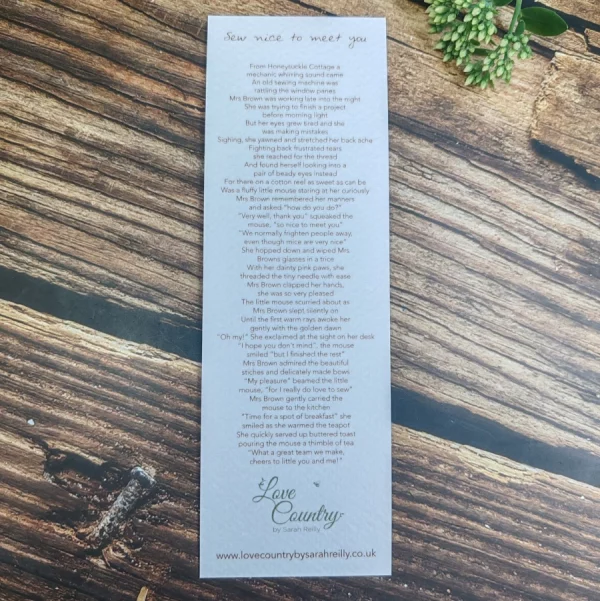 Sew nice to meet you
From Honeysuckle Cottage a
mechanic whirring sound came
An old sewing machine was
rattling the window panes
Mrs Brown was working late into the night
She was trying to finish a project
before morning light
But her eyes grew tired and she
was making mistakes
Sighing, she yawned and stretched her back ache
Fighting back frustrated tears
she reached for the thread
And found herself looking into a
pair of beady eyes instead
For there on a cotton reel as sweet as can be
Was a fluffy little mouse staring at her curiously
Mrs Brown remembered her manners
and asked "how do you do?"
"Very well, thank you" squeaked the
mouse, "so nice to meet you"
"We normally frighten people away,
even though mice are very nice"
She hopped down and wiped Mrs
Browns glasses in a trice
With her dainty pink paws, she
threaded the tiny needle with ease
Mrs Brown clapped her hands,
she was so very pleased
The little mouse scurried about as
Mrs Brown slept silently on
Until the first warm rays awoke her
gently with the golden dawn
"Oh my!" She exclaimed at the sight on her desk
"I hope you don't mind", the mouse
smiled "but I finished the rest"
Mrs Brown admired the beautiful
stiches and delicately made bows
"My pleasure" beamed the little
mouse, "for I really do love to sew"
Mrs Brown gently carried the
mouse to the kitchen
"Time for a spot of breakfast" she
smiled as she warmed the teapot
She quickly served up buttered toast
pouring the mouse a thimble of tea
"What a great team we make,
cheers to little you and me!"
Love
Country
by Sarah Reilly
www.lovecountrybysarahreilly.co.uk